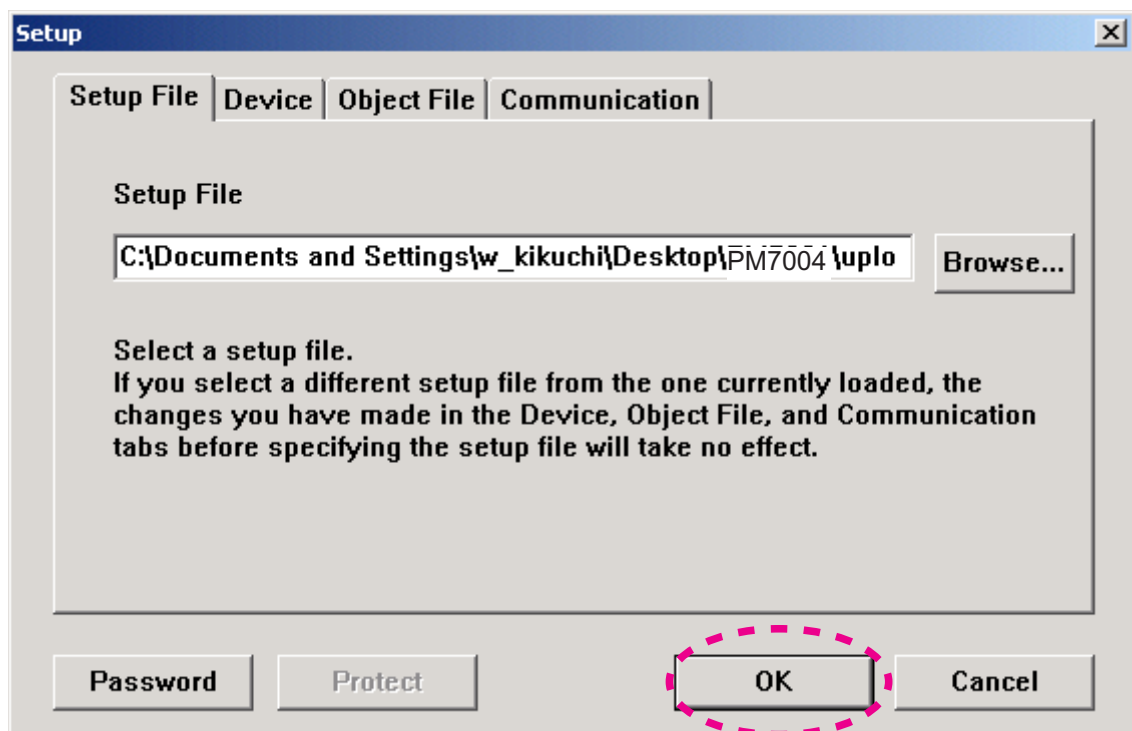 Setup
Setup File Device Object File Communication
Setup File
C:\Documents and Settings\w_kikuchi\Desktop\PM7004\uplo Browse...
Select a setup file.
If you select a different setup file from the one currently loaded, the
changes you have made in the Device, Object File, and Communication
tabs before specifying the setup file will take no effect.
Password Protect OK Cancel